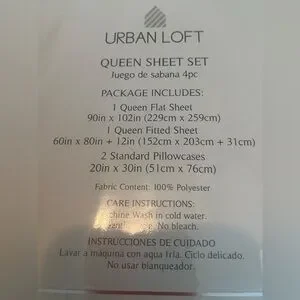 URBAN LOFT
QUEEN SHEET SET
Juego de sabana 4pc
PACKAGE INCLUDES:
1 Queen Flat Sheet
90in x 102in (229cm x 259cm)
1 Queen Fitted Sheet
60in x 80in + 12in (152cm x 203cm + 31cm)
2 Standard Pillowcases
20in x 30in (51cm x 76cm)
Fabric Content: 100% Polyester
CARE INSTRUCTIONS:
Wash in cold water.
No bleach.
INSTRUCCIONES DE CUIDADO
Lavar a maquina con aqua fria. Ciclo delicado.
No usar blanqueador.